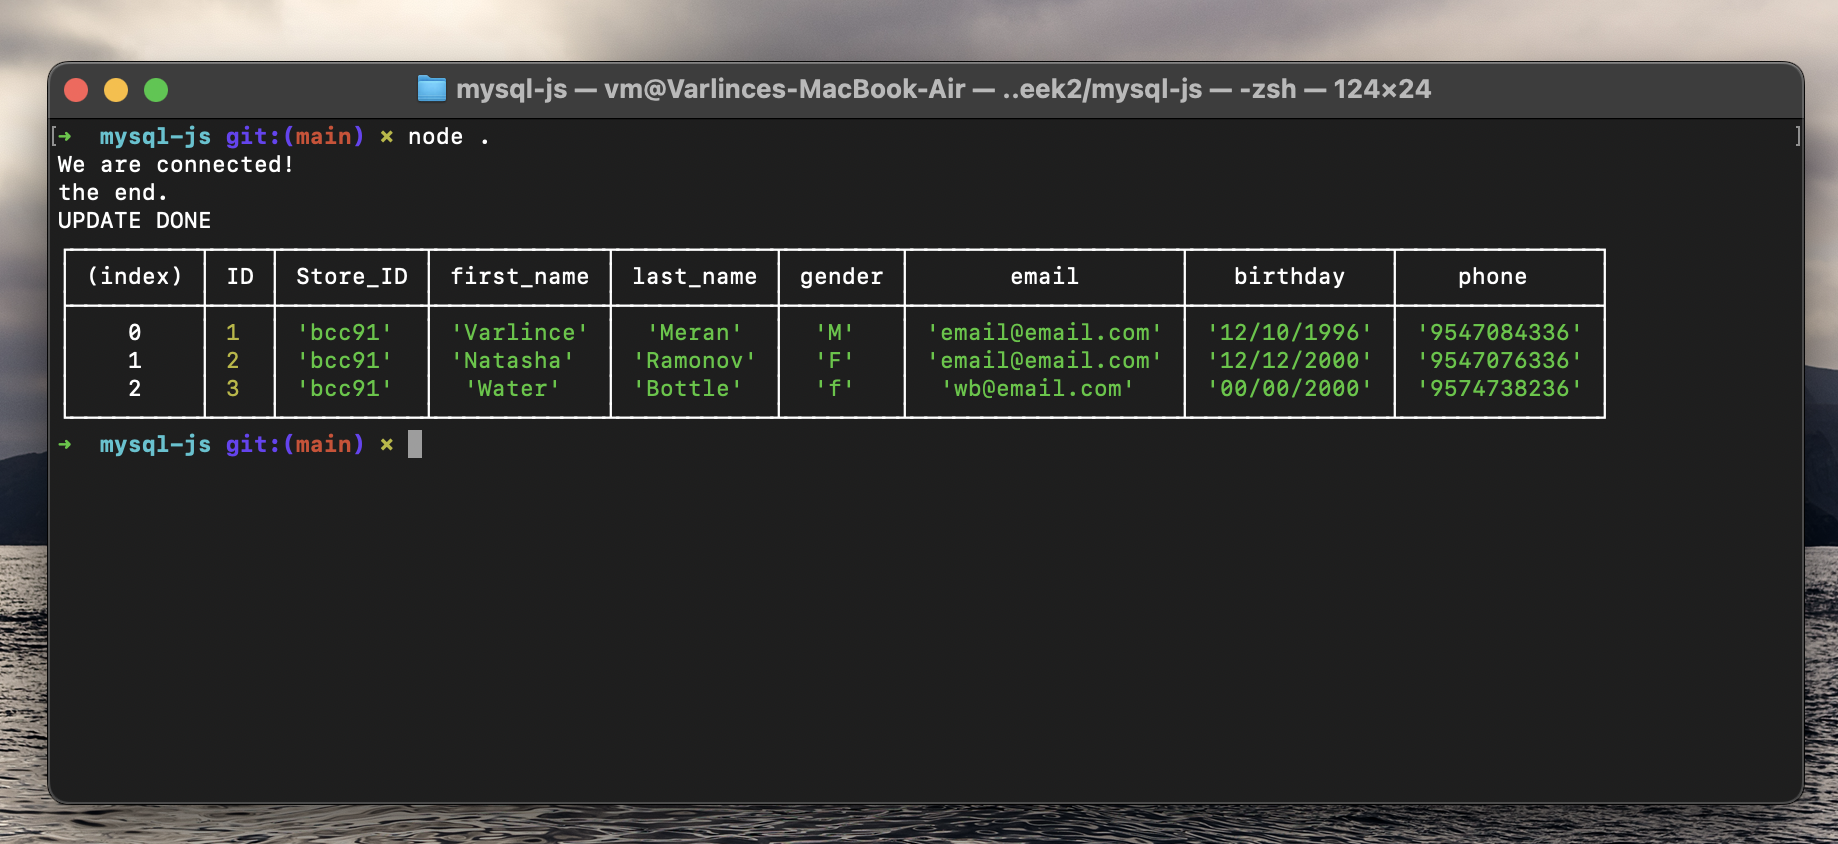 mysql-js — vm@Varlinces-MacBook-Air — ..eek2/mysql-js — -zsh — 124×24
[➜  mysql-js git:(main) ✗ node . ]
We are connected!
the end.
UPDATE DONE
(index) ID Store_ID first_name last_name gender email birthday phone
0 1 'bcc91' 'Varlince' 'Meran' 'M' 'email@email.com' '12/10/1996' '9547084336'
1 2 'bcc91' 'Natasha' 'Ramonov' 'F' 'email@email.com' '12/12/2000' '9547076336'
2 3 'bcc91' 'Water' 'Bottle' 'f' 'wb@email.com' '00/00/2000' '9574738236'
➜  mysql-js git:(main) ✗